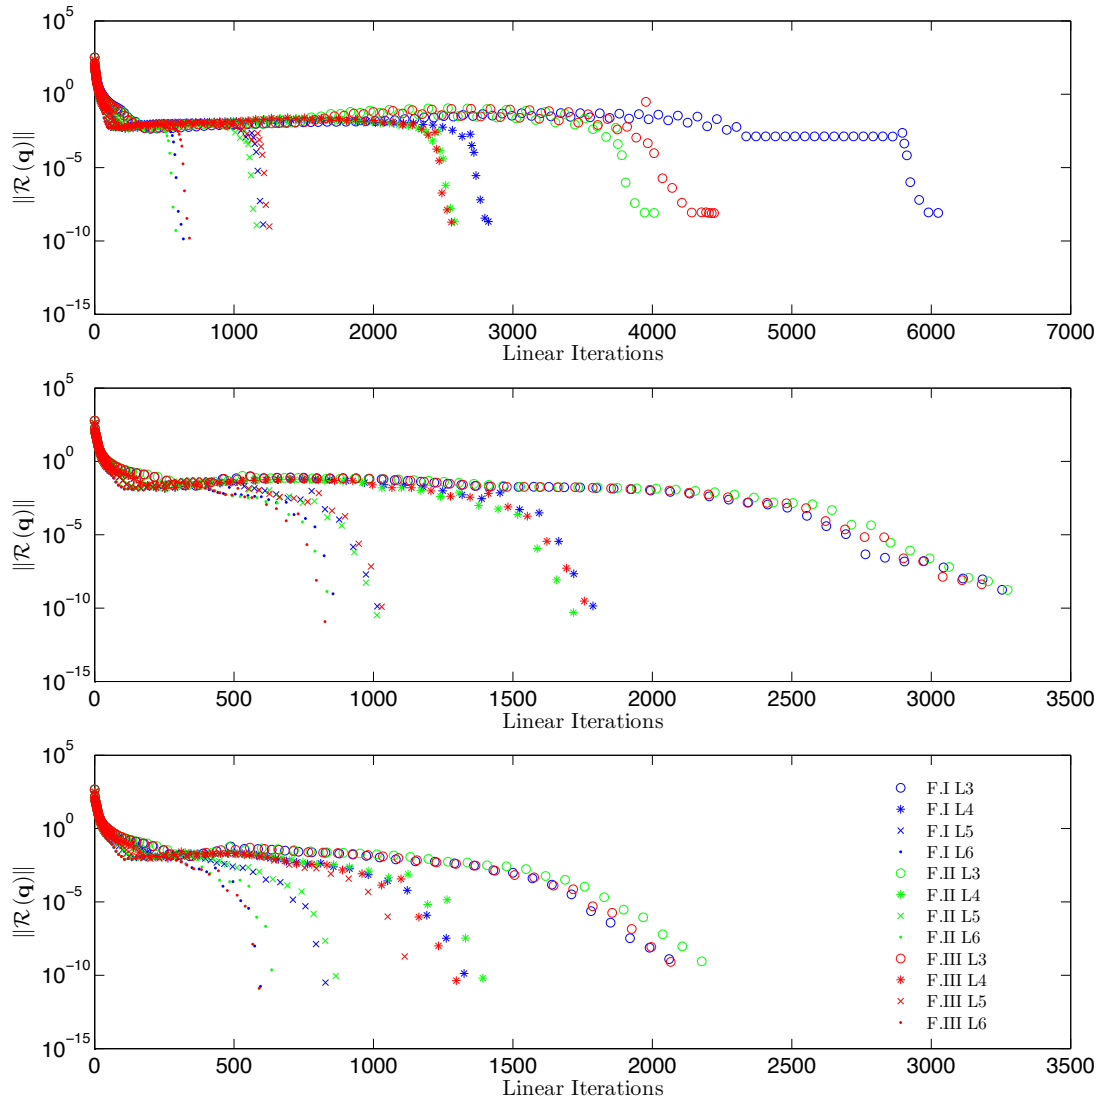 10^5
10^0
10^-5
10^-10
10^-15
‖R(q)‖
0 1000 2000 3000 4000 5000 6000 7000
Linear Iterctions
10^5
10^0
10^-5
10^-10
10^-15
‖R(q)‖
0 500 1000 1500 2000 2500 3000 3500
Linear Iterctions
10^5
10^0
10^-5
10^-10
10^-15
‖R(q)‖
0 500 1000 1500 2000 2500 3000 3500
Linear Iterctions
F.I L3
F.I L4
F.I L5
F.I L6
F.II L3
F.II L4
F.II L5
F.II L6
F.III L3
F.III L4
F.III L5
F.III L6